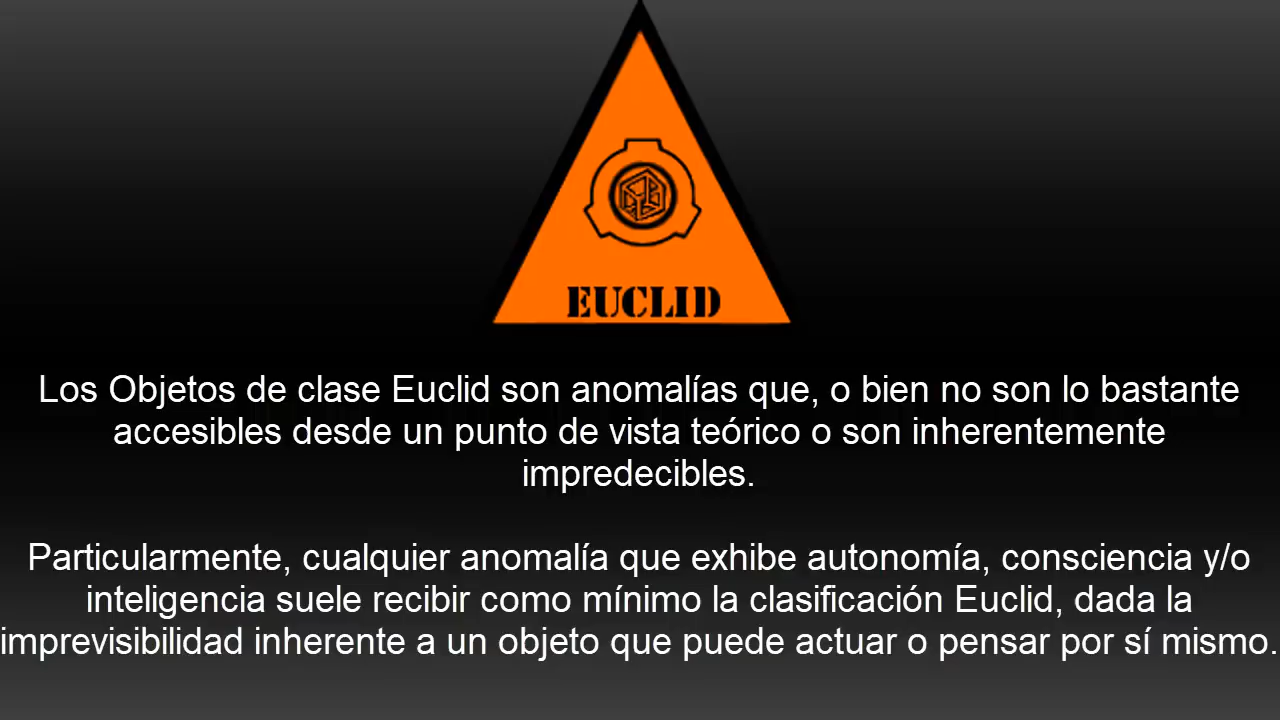 EUCLID
Los Objetos de clase Euclid son anomalías que, o bien no son lo bastante
accesibles desde un punto de vista teórico o son inherentemente
impredecibles.
Particularmente, cualquier anomalía que exhibe autonomía, consciencia y/o
inteligencia suele recibir como mínimo la clasificación Euclid, dada la
imprevisibilidad inherente a un objeto que puede actuar o pensar por sí mismo.